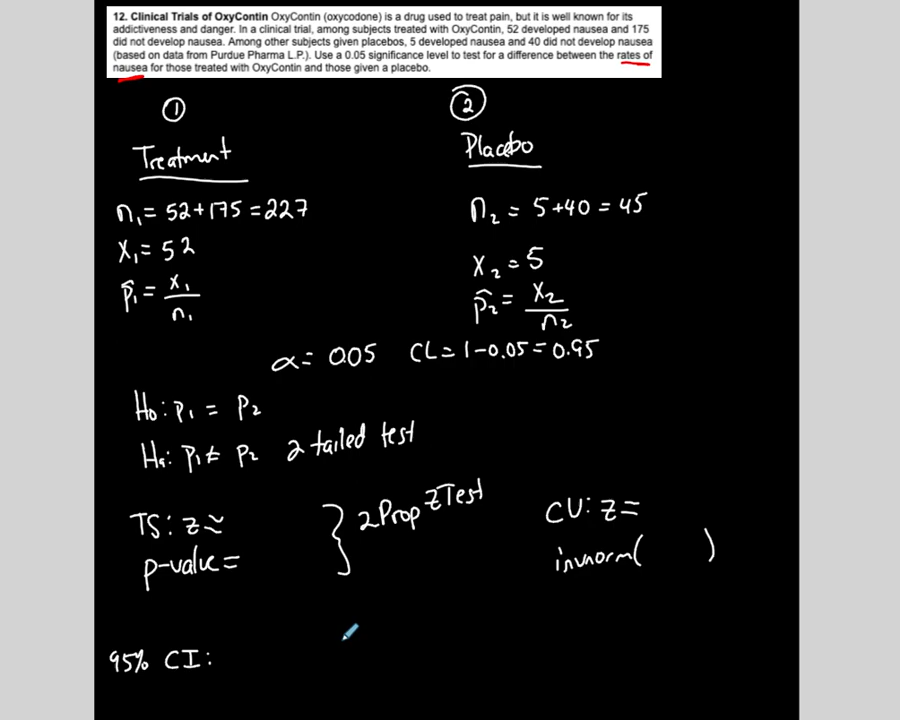 12. Clinical Trials of OxyContin OxyContin (oxycodone) is a drug used to treat pain, but it is well known for its
addictiveness and danger. In a clinical trial, among subjects treated with OxyContin, 52 developed nausea and 175
did not develop nausea. Among other subjects given placebos, 5 developed nausea and 40 did not develop nausea
(based on data from Purdue Pharma L.P.). Use a 0.05 significance level to test for a difference between the rates of
nausea for those treated with OxyContin and those given a placebo.
① ②
Treatment Placebo
n₁ = 52+175 = 227 n₂ = 5+40 = 45
x₁ = 52 x₂ = 5
p̂₁ = x₁/n₁ p̂₂ = x₂/n₂
α = 0.05 CL = 1-0.05 = 0.95
H₀: p₁ = p₂
Hₐ: p₁ ≠ p₂ 2 tailed test
TS: z ≈ } 2 Prop Z Test CV: z =
p-value = invnorm( )
95% CI: